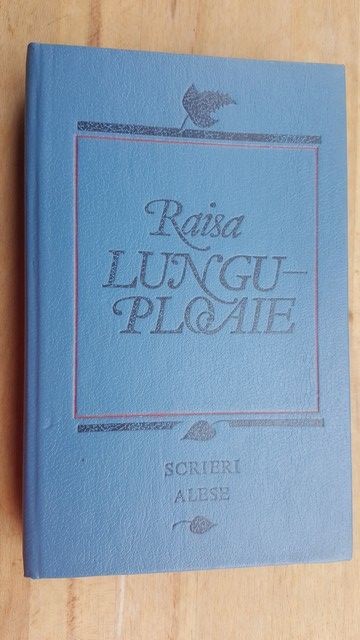 Raisa
LUNGU-
PLOAIE
SCRIERI
ALESE